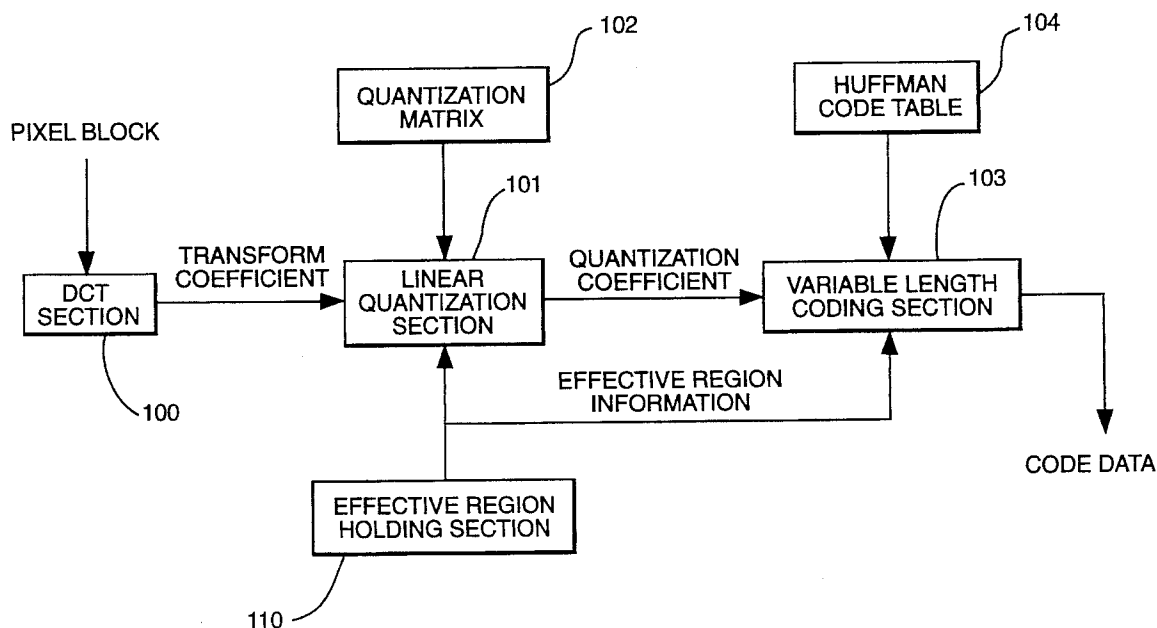 102
104
QUANTIZATION
MATRIX
HUFFMAN
CODE TABLE
PIXEL BLOCK
101
103
TRANSFORM
COEFFICIENT
QUANTIZATION
COEFFICIENT
DCT
SECTION
LINEAR
QUANTIZATION
SECTION
VARIABLE LENGTH
CODING SECTION
100
EFFECTIVE REGION
INFORMATION
CODE DATA
EFFECTIVE REGION
HOLDING SECTION
110